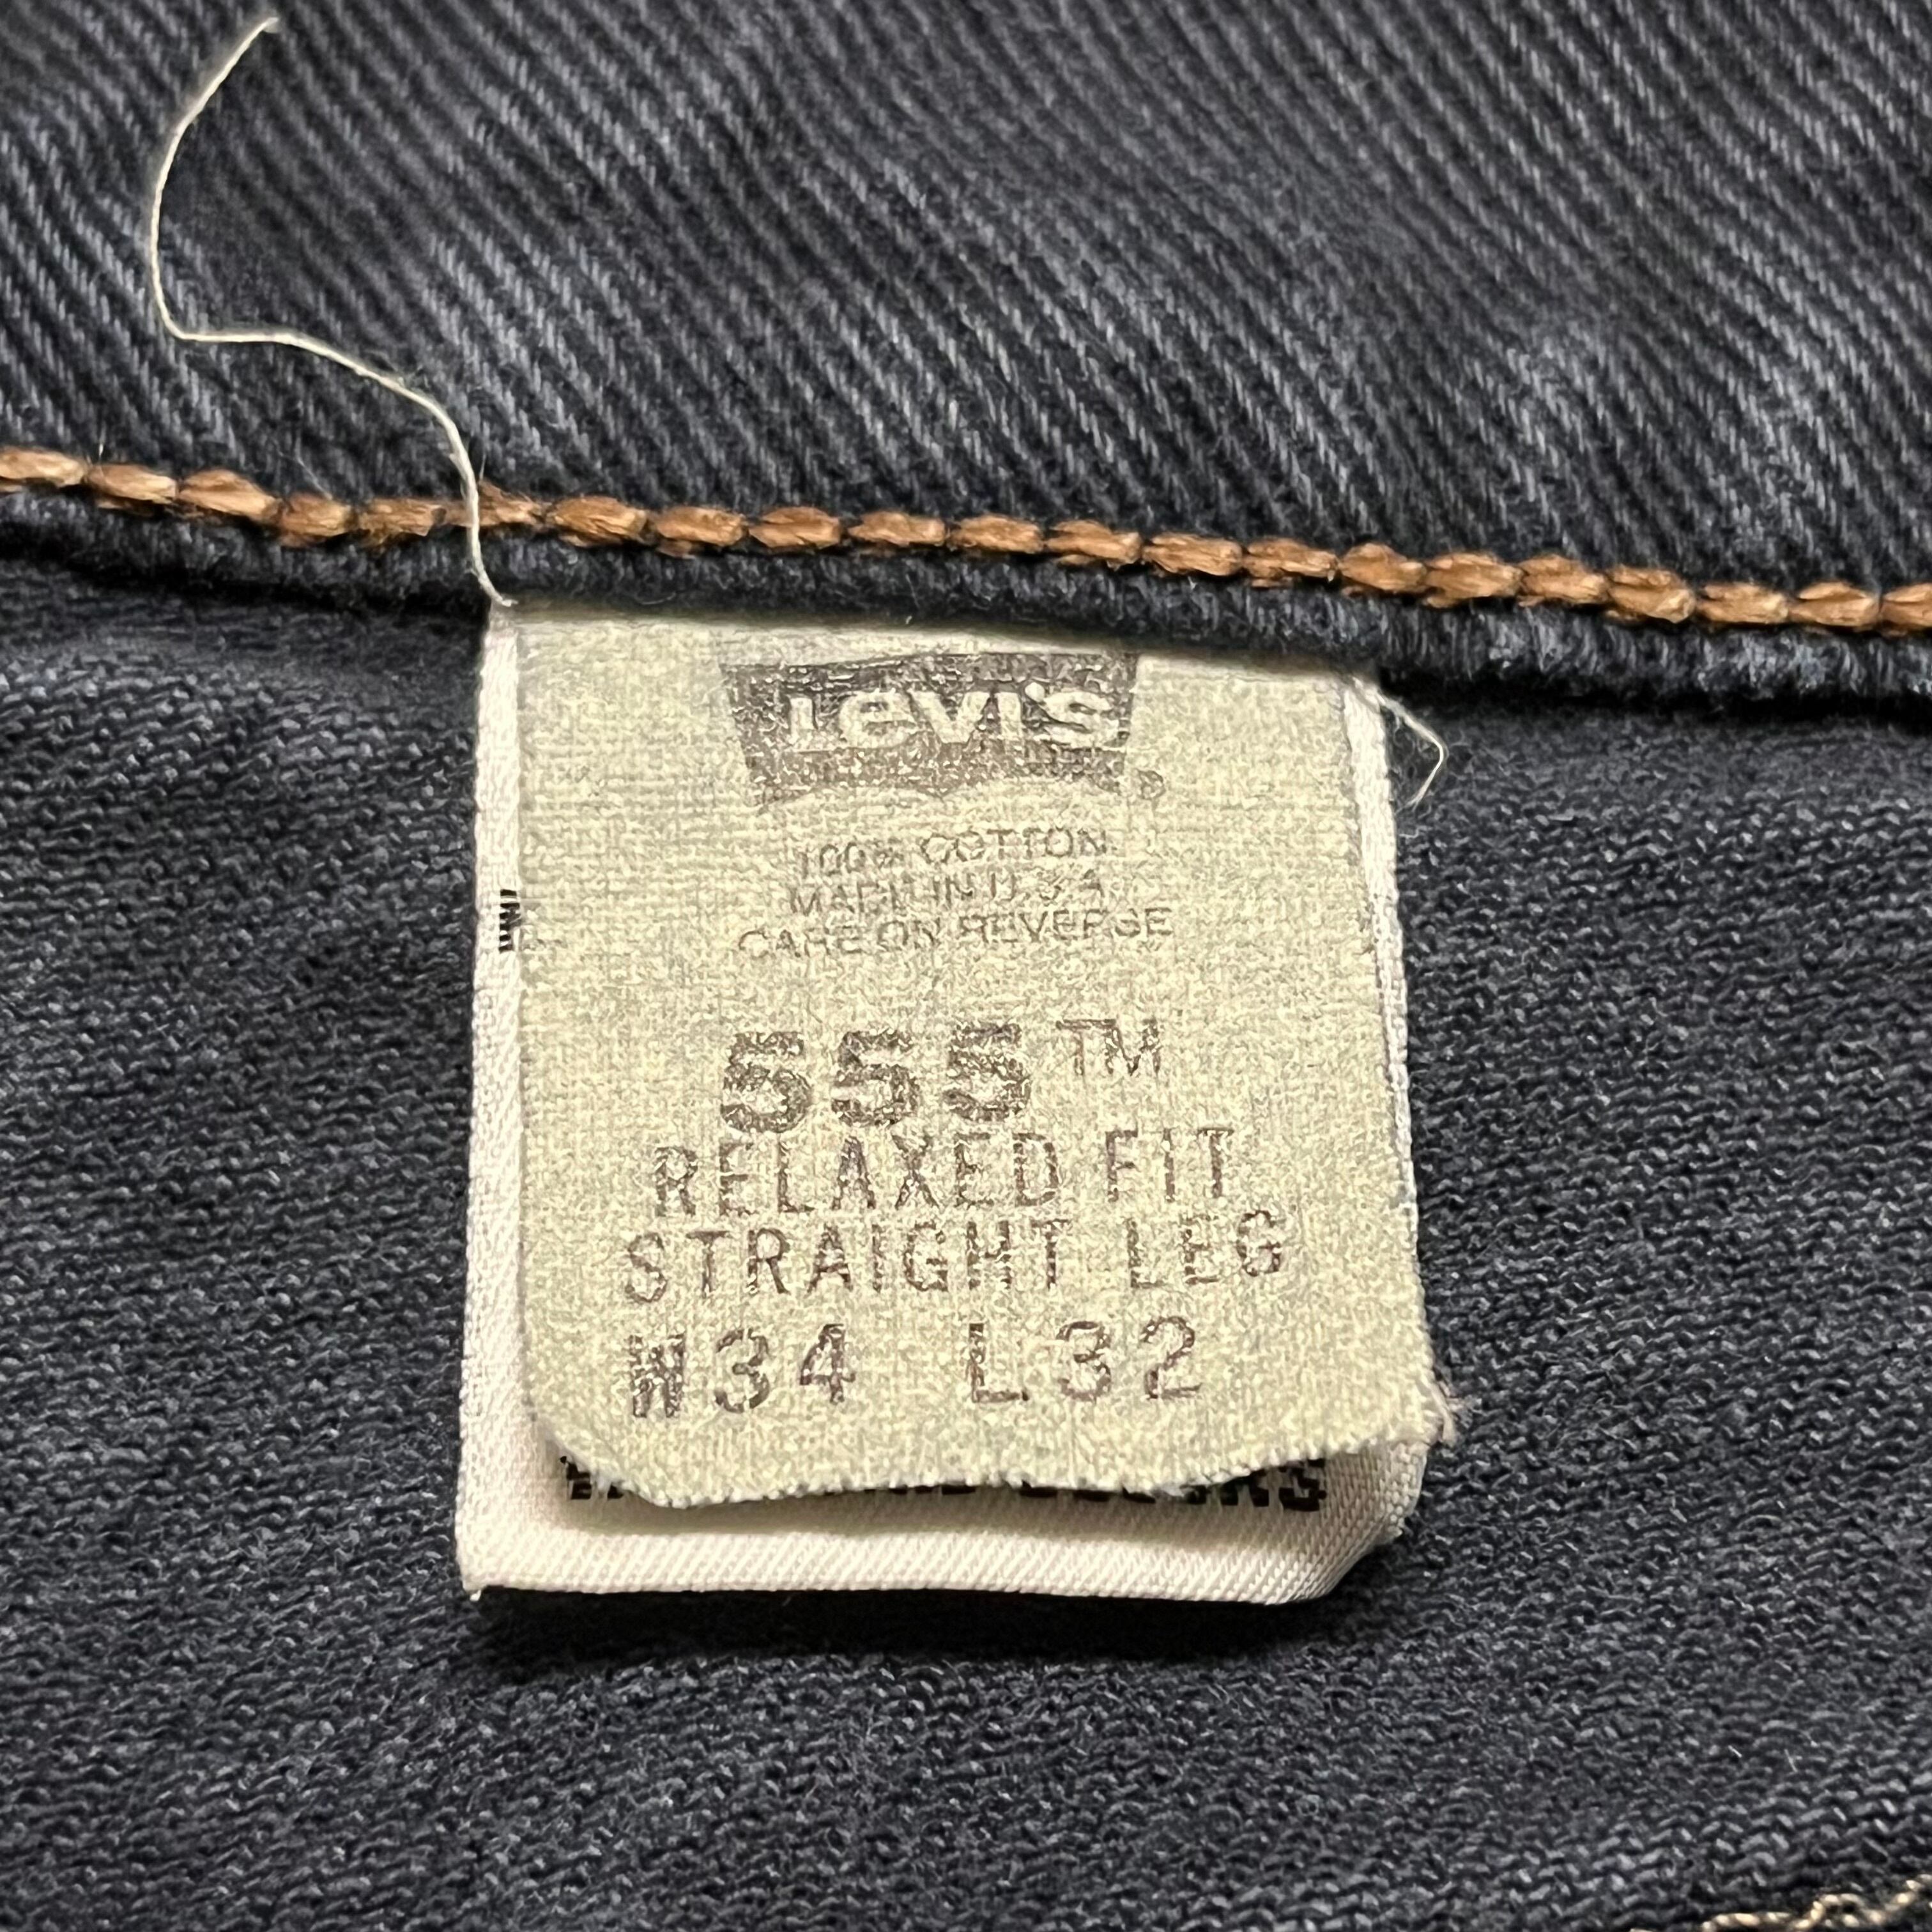 Levi's ®
100% COTTON
MADE IN U.S.A.
CARE ON REVERSE
555™
RELAXED FIT
STRAIGHT LEG
W34 L32